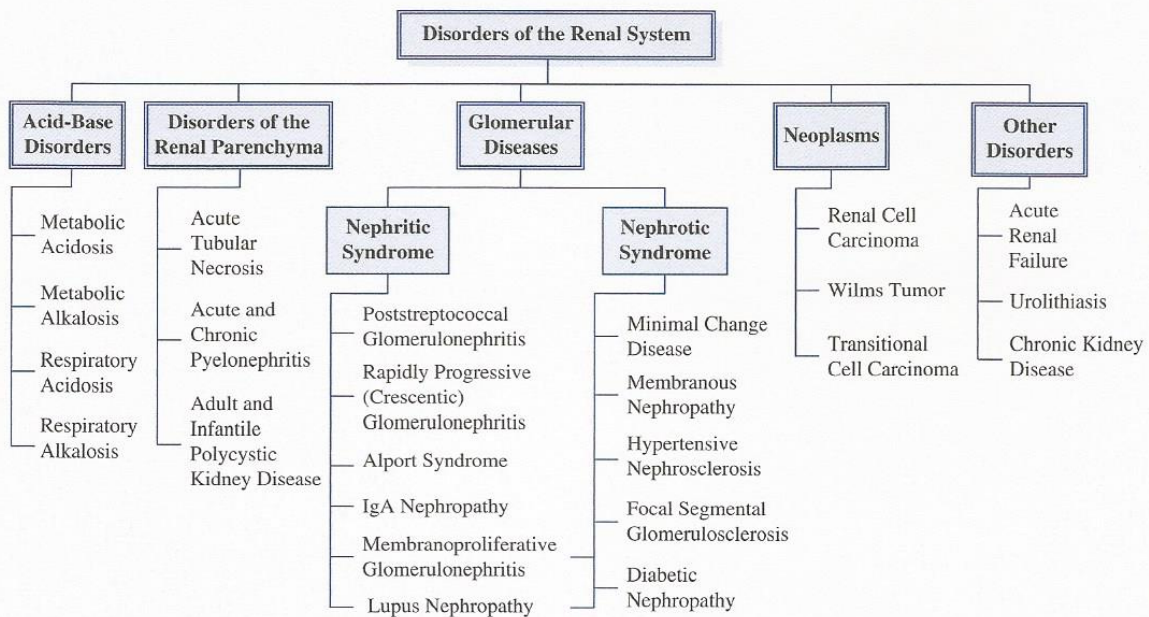 Disorders of the Renal System
Acid-Base
Disorders
Metabolic
Acidosis
Metabolic
Alkalosis
Respiratory
Acidosis
Respiratory
Alkalosis
Disorders of the
Renal Parenchyma
Acute
Tubular
Necrosis
Acute and
Chronic
Pyelonephritis
Adult and
Infantile
Polycystic
Kidney Disease
Glomerular
Diseases
Nephritic
Syndrome
Poststreptococcal
Glomerulonephritis
Rapidly Progressive
(Crescentic)
Glomerulonephritis
Alport Syndrome
IgA Nephropathy
Membranoproliferative
Glomerulonephritis
Lupus Nephropathy
Nephrotic
Syndrome
Minimal Change
Disease
Membranous
Nephropathy
Hypertensive
Nephrosclerosis
Focal Segmental
Glomerulosclerosis
Diabetic
Nephropathy
Neoplasms
Renal Cell
Carcinoma
Wilms Tumor
Transitional
Cell Carcinoma
Other
Disorders
Acute
Renal
Failure
Urolithiasis
Chronic Kidney
Disease